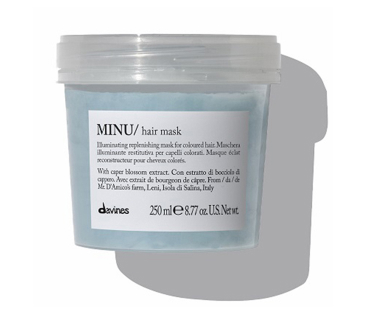 MINU/ hair mask
Illuminating replenishing mask for coloured hair. Maschera
illuminante restitutiva per capelli colorati. Masque éclat
reconstructeur pour cheveux colorés.
With caper blossom extract. Con estratto di bocciolo di
cappero. Avec extrait de bourgeon de câpre. From / da / de
Mr. D'Amico's farm, Leni, Isola di Salina, Italy
davines 250 ml ℮ 8.77 oz. U.S. Net wt.